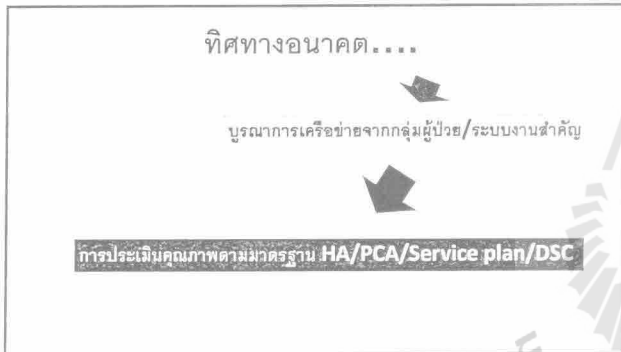 ทิศทางอนาคต....
บูรณาการเครือข่ายจากกลุ่มผู้ป่วย/ระบบงานสำคัญ
การประเมินคุณภาพตามมาตรฐาน HA/PCA/Service plan/DSC